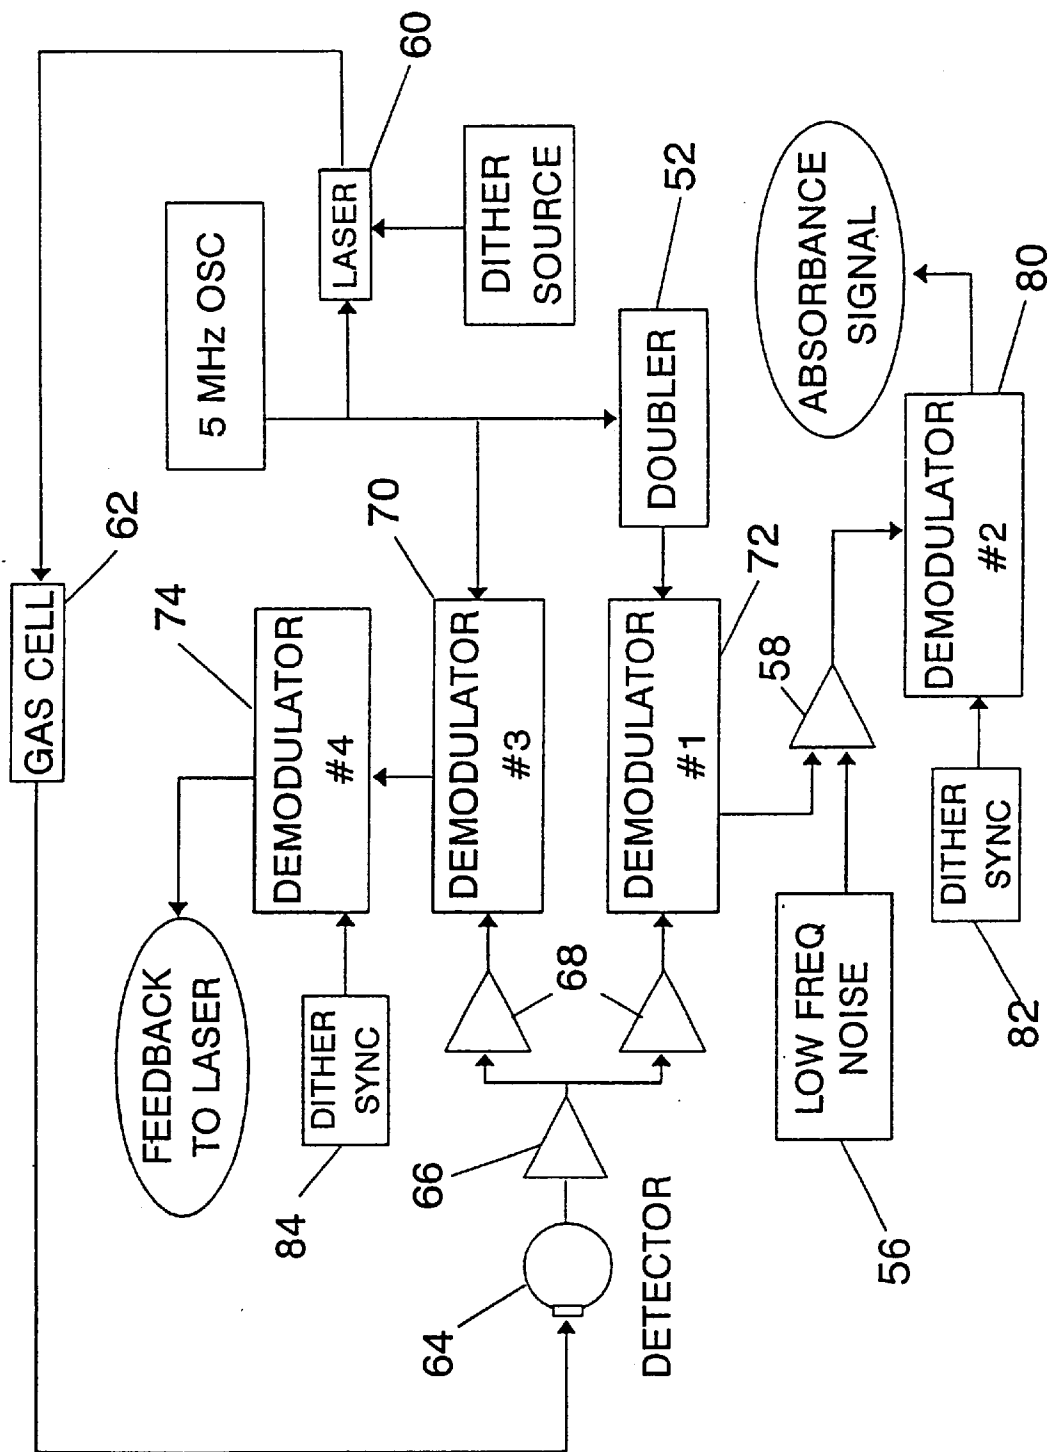 GAS CELL
62
60
LASER
5 MHz OSC
DITHER
SOURCE
FEEDBACK
TO LASER
74
DEMODULATOR
#4
DITHER
SYNC
84
70
DEMODULATOR
#3
52
DOUBLER
72
DEMODULATOR
#1
68
66
64
DETECTOR
58
LOW FREQ
NOISE
56
ABSORBANCE
SIGNAL
80
DEMODULATOR
#2
DITHER
SYNC
82